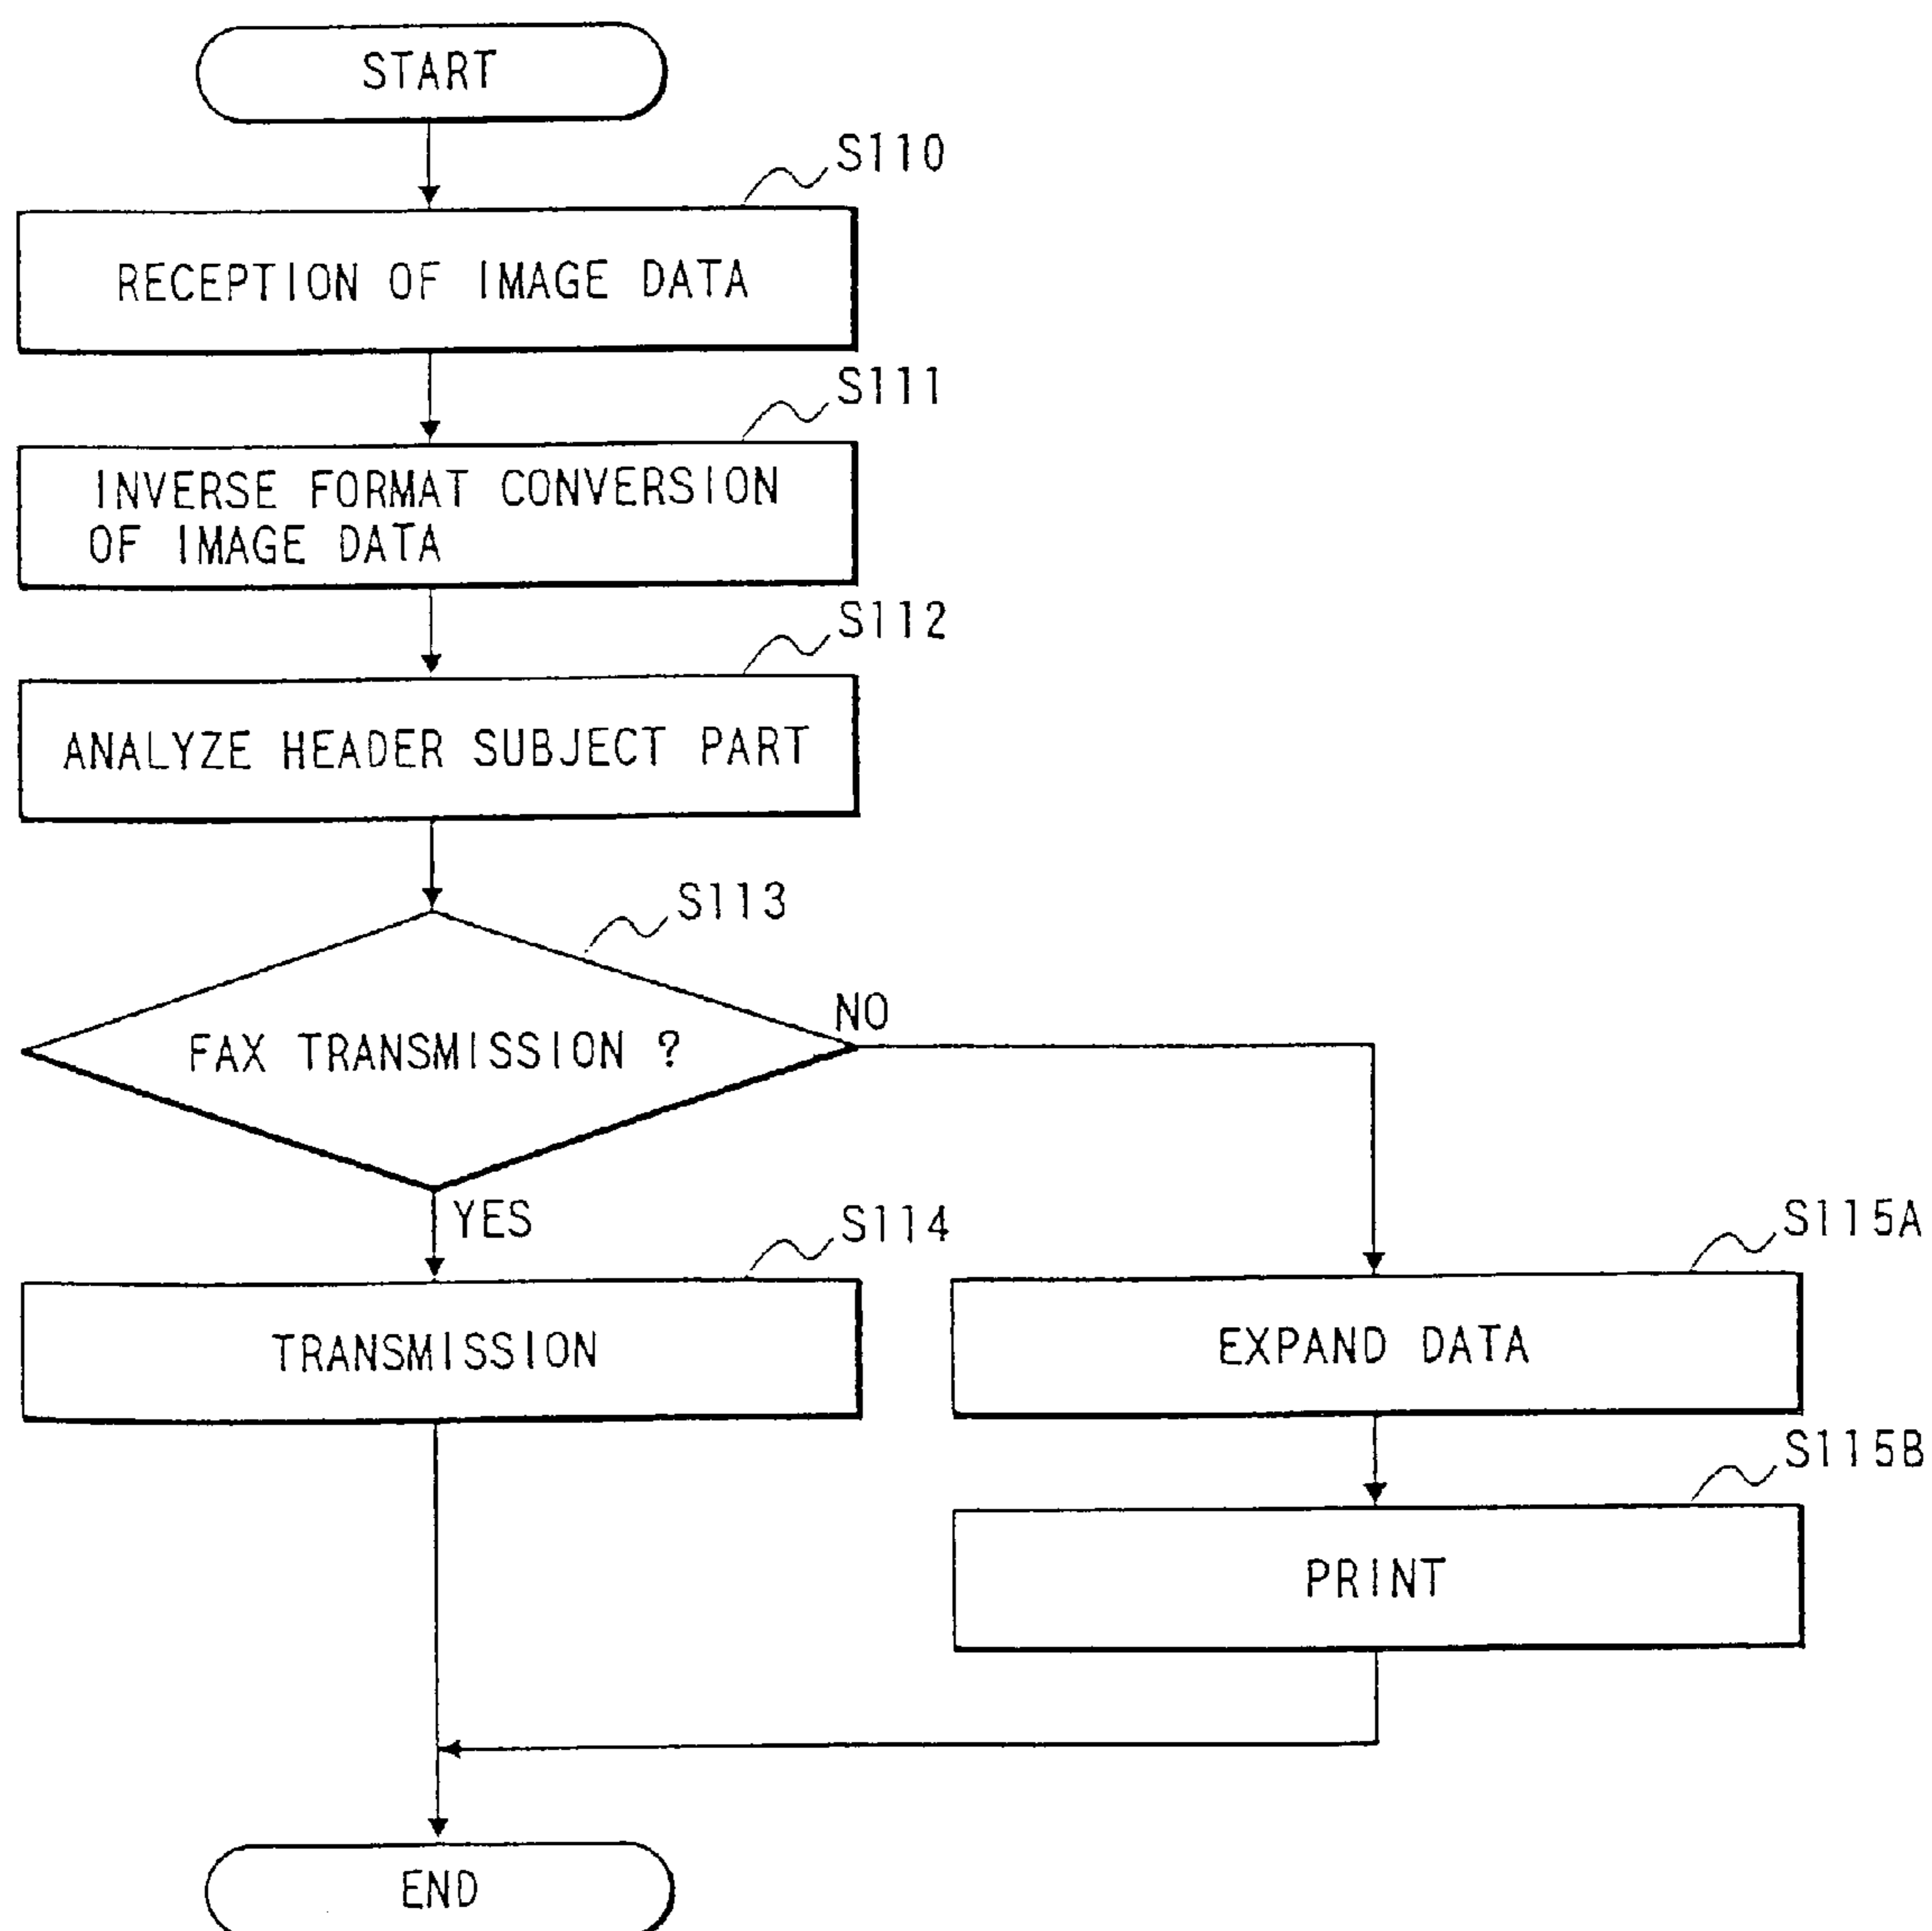 START
S110
RECEPTION OF IMAGE DATA
S111
INVERSE FORMAT CONVERSION
OF IMAGE DATA
S112
ANALYZE HEADER SUBJECT PART
S113
FAX TRANSMISSION ?
NO
YES
S114
TRANSMISSION
S115A
EXPAND DATA
S115B
PRINT
END